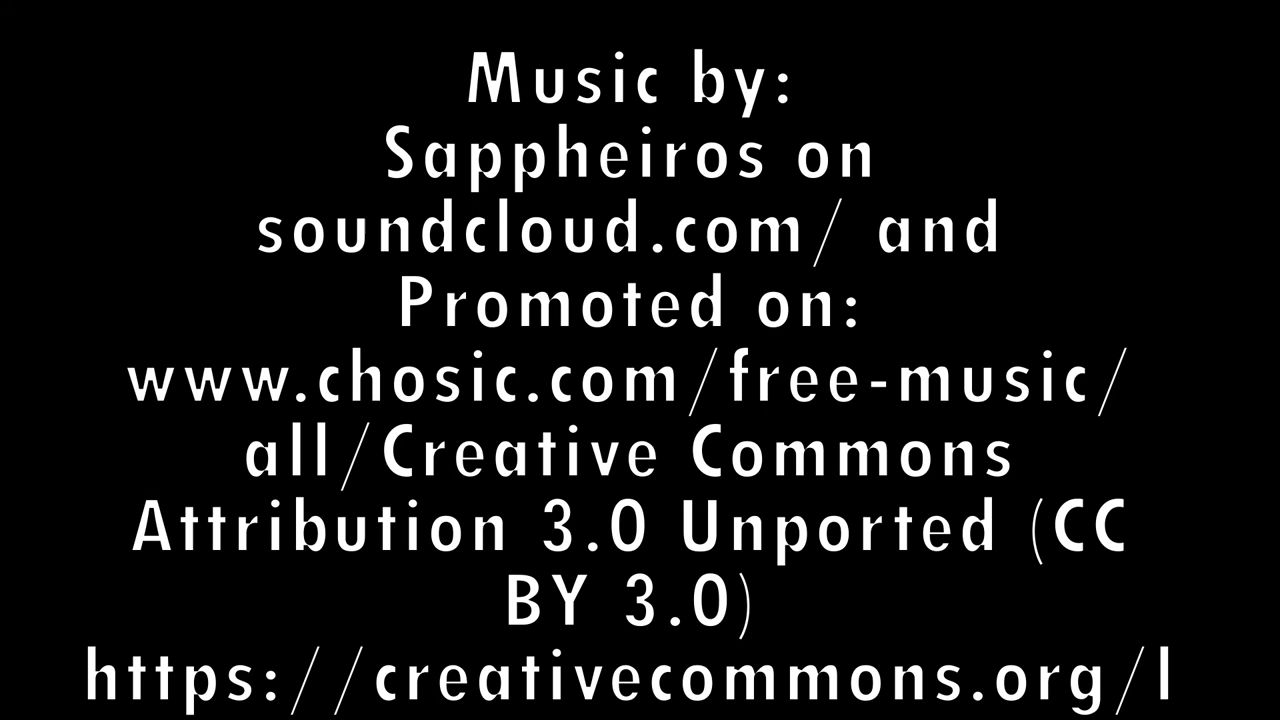 Music by:
Sappheiros on
soundcloud.com/ and
Promoted on:
www.chosic.com/free-music/
all/Creative Commons
Attribution 3.0 Unported (CC
BY 3.0)
https://creativecommons.org/l